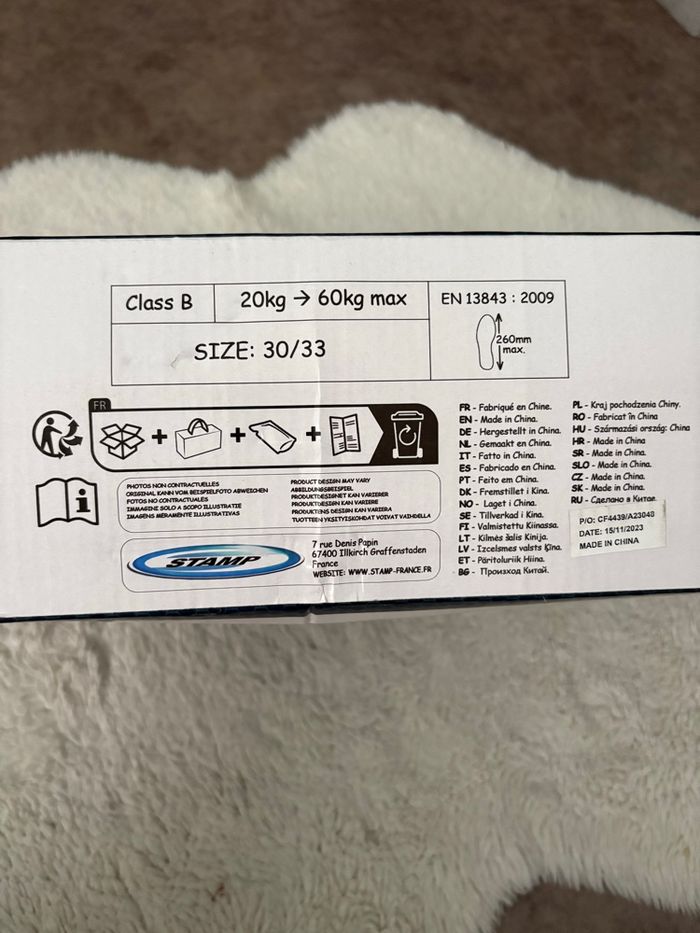 Class B
20kg → 60kg max
EN 13843 : 2009
SIZE: 30/33
260mm
max.
FR
PHOTOS NON CONTRACTUELLES
ORIGINAL KANN VOM BEISPIELFOTO ABWEICHEN
FOTOS NO CONTRACTUALES
IMMAGINI SOLO A SCOPO ILLUSTRATIVE
IMAGENS MERAMENTE ILLUSTRATIVAS
PRODUCT DESIGN MAY VARY
ABBILDUNGSBEISPIEL
PRODUKTDESIGNET KAN VARIERER
PRODUKTDESIGN KAN VARIERE
PRODUKTNS DESIGN KAN VARIERA
TUOTTEEN YKSITYISKOHDAT VOIVAT VAIHDELLA
STAMP
7 rue Denis Papin
67400 Illkirch Graffenstaden
France
WEBSITE: WWW.STAMP-FRANCE.FR
FR - Fabriqué en Chine.
EN - Made in China.
DE - Hergestellt in China.
NL - Gemaakt en China.
IT - Fatto in China.
ES - Fabricado en China.
PT - Feito em China.
DK - Fremstillet i Kina.
NO - Laget i China.
SE - Tillverkad i Kina.
FI - Valmistettu Kiinassa.
LT - Kilmės šalis Kinija.
LV - Izcelsmes valsts Ķīna.
ET - Päritoluriik Hiina.
BG - Произход Китай.
PL - Kraj pochodzenia Chiny.
RO - Fabricat în China
HU - Származási ország: China
HR - Made in China
SR - Made in China.
SLO - Made in China.
CZ - Made in China.
SK - Made in China.
RU - Сделано в Китае.
P/O: CF4439/A23048
DATE: 15/11/2023
MADE IN CHINA